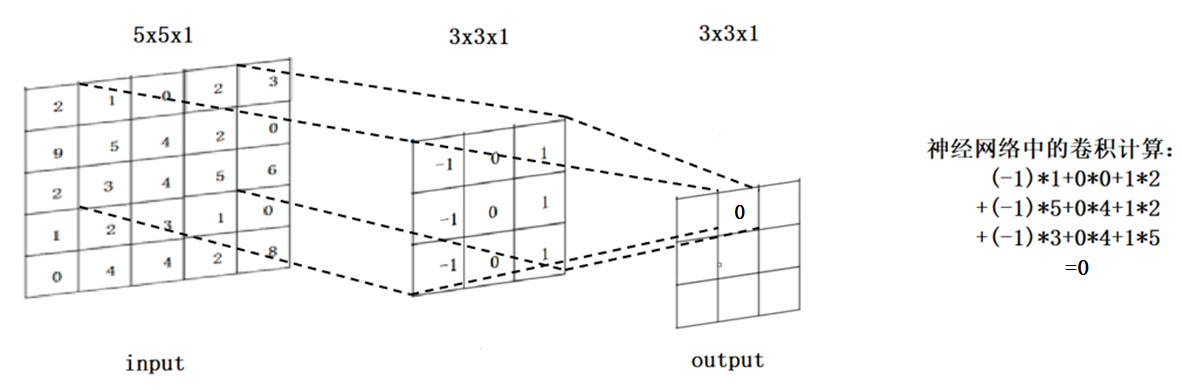 5x5x1
3x3x1
3x3x1
2 1 0 2 3
9 5 4 2 0
2 3 4 5 6
1 2 3 1 0
0 4 4 2 8
-1 0 1
-1 0 1
-1 0 1
0
神经网络中的卷积计算:
(-1)*1+0*0+1*2
+(-1)*5+0*4+1*2
+(-1)*3+0*4+1*5
=0
input
output